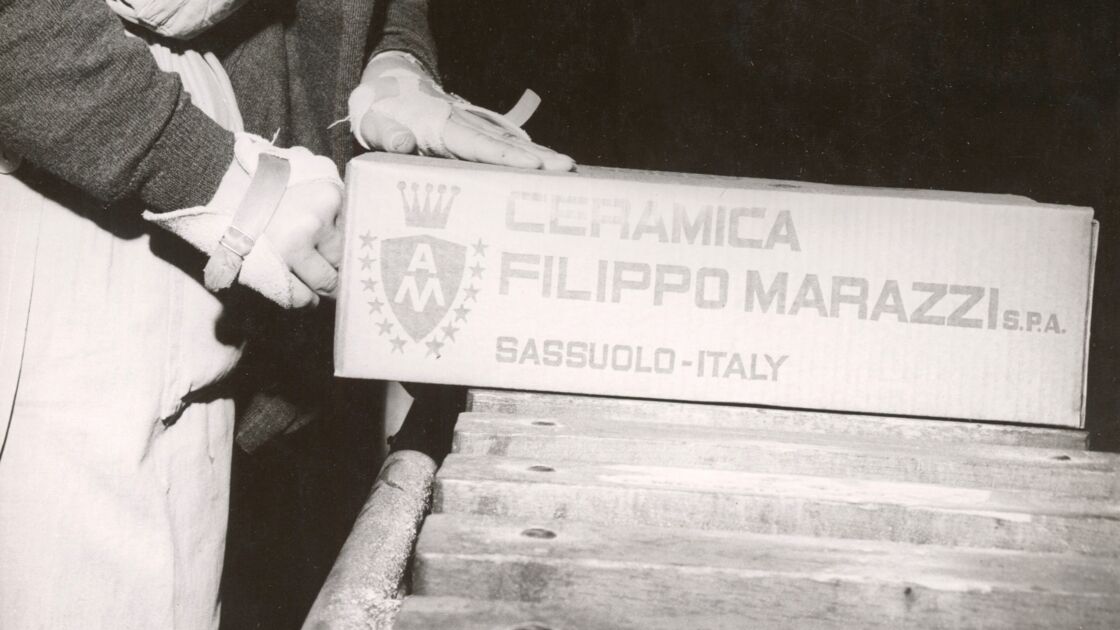 A
M
CERAMICA
FILIPPO MARAZZI S.P.A.
SASSUOLO-ITALY